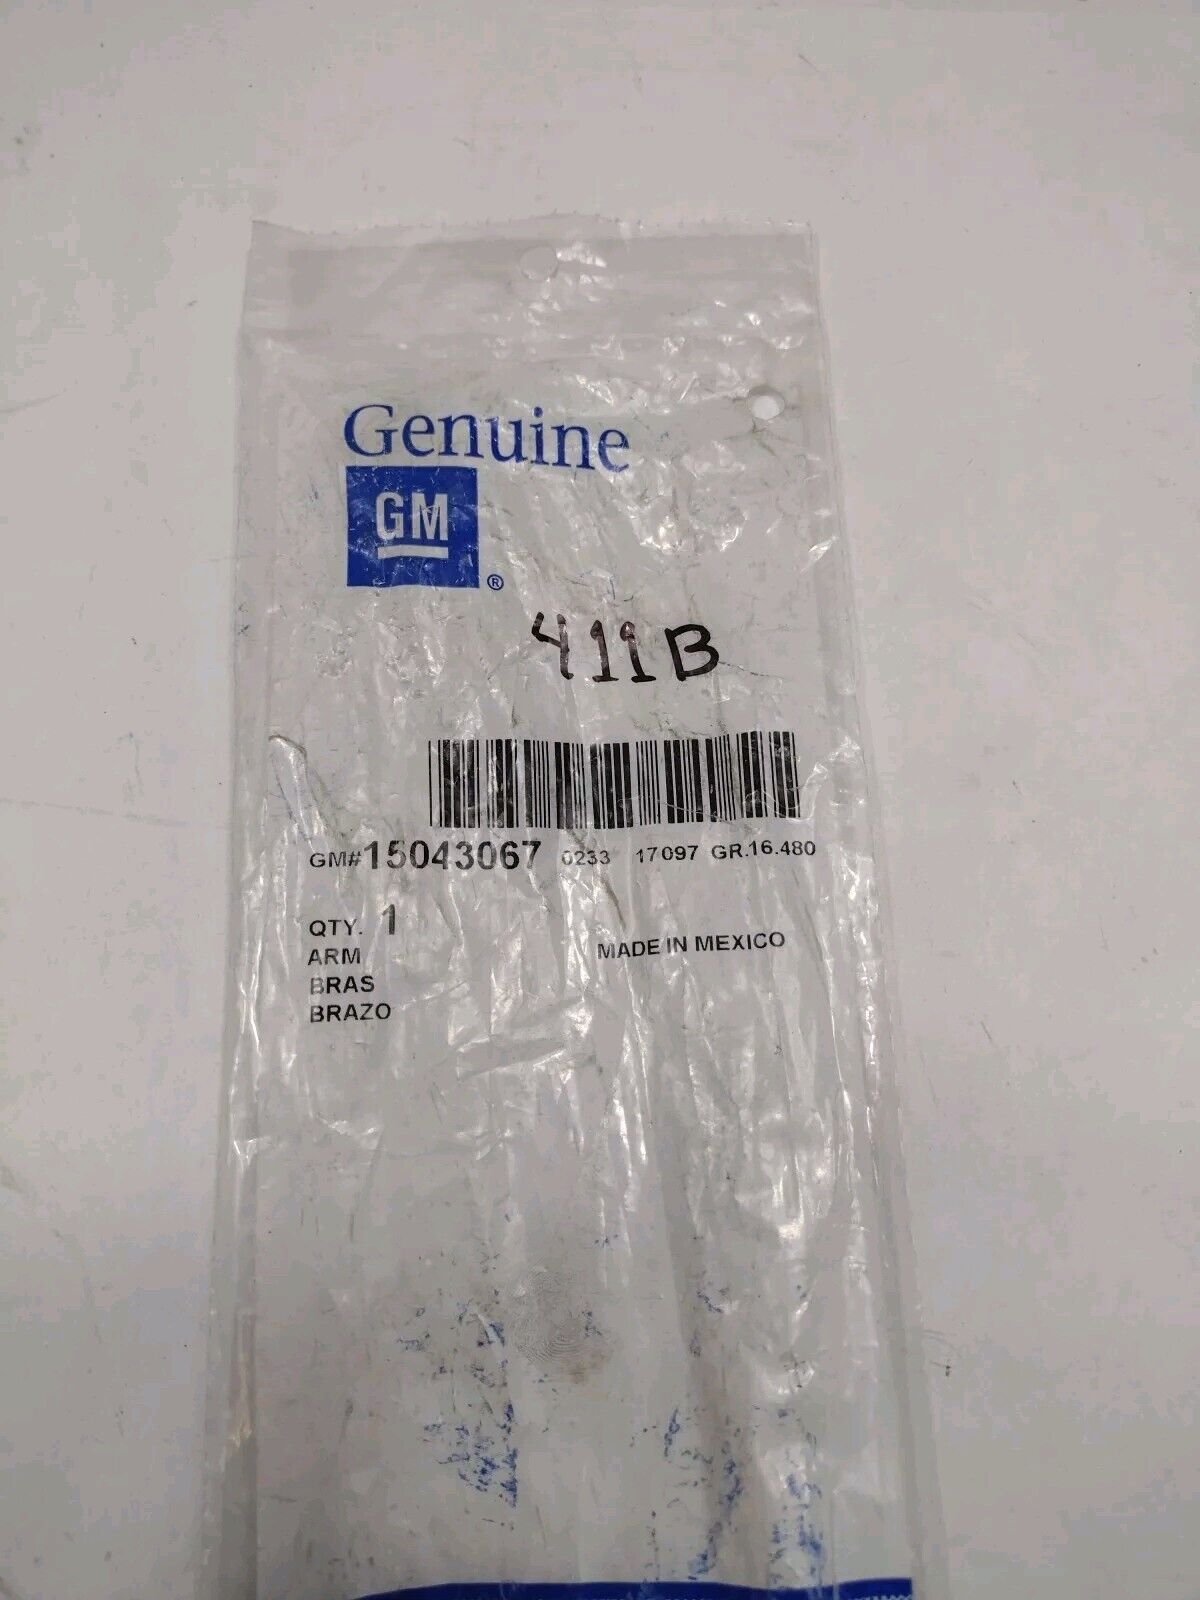 Genuine
GM
®
411B
GM#15043067 0233 17097 GR.16.480
QTY. 1
ARM MADE IN MEXICO
BRAS
BRAZO